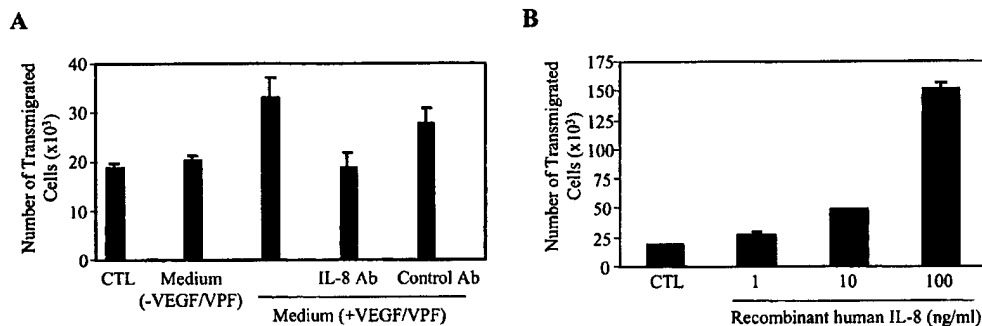 A
Number of Transmigrated
Cells (x10³)
40
30
20
10
0
CTL
Medium
(-VEGF/VPF)
IL-8 Ab
Control Ab
Medium (+VEGF/VPF)
B
Number of Transmigrated
Cells (x10³)
175
150
125
100
75
50
25
0
CTL
1
10
100
Recombinant human IL-8 (ng/ml)